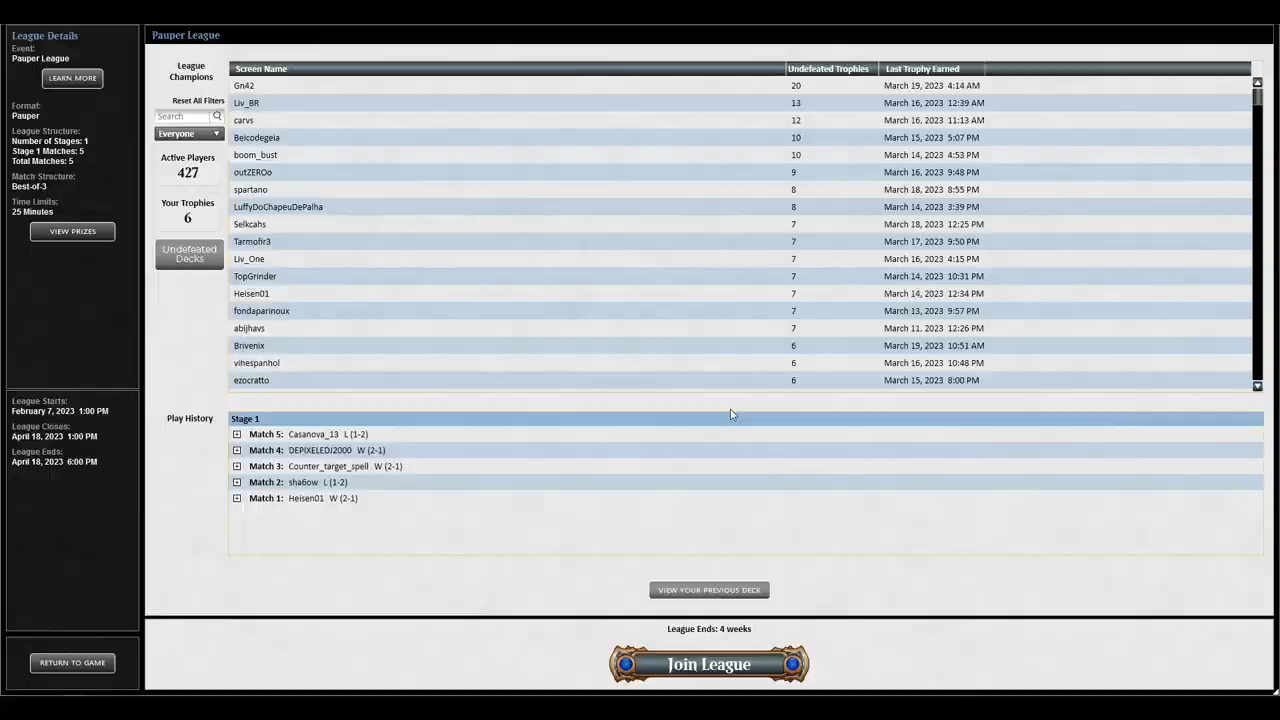 League Details
Event:
Pauper League
LEARN MORE
Format:
Pauper
League Structure:
Number of Stages: 1
Stage 1 Matches: 5
Total Matches: 5
Match Structure:
Best-of-3
Time Limits:
25 Minutes
VIEW PRIZES
League Starts:
February 7, 2023 1:00 PM
League Closes:
April 18, 2023 1:00 PM
League Ends:
April 18, 2023 6:00 PM
RETURN TO GAME
Pauper League
League
Champions
Reset All Filters
Search
Everyone
Active Players
427
Your Trophies
6
Undefeated
Decks
Screen Name Undefeated Trophies Last Trophy Earned
Gn42 20 March 19, 2023 4:14 AM
Liv_BR 13 March 16, 2023 12:39 AM
carvs 12 March 16, 2023 11:13 AM
Beicodegeia 10 March 15, 2023 5:07 PM
boom_bust 10 March 14, 2023 4:53 PM
outZEROo 9 March 16, 2023 9:48 PM
spartano 8 March 18, 2023 8:55 PM
LuffyDoChapeuDePalha 8 March 14, 2023 3:39 PM
Selkcahs 7 March 18, 2023 12:25 PM
Tarmofir3 7 March 17, 2023 9:50 PM
Liv_One 7 March 16, 2023 4:15 PM
TopGrinder 7 March 14, 2023 10:31 PM
Heisen01 7 March 14, 2023 12:34 PM
fondaparinoux 7 March 13, 2023 9:57 PM
abijhavs 7 March 11, 2023 12:26 PM
Brivenix 6 March 19, 2023 10:51 AM
vihespanhol 6 March 16, 2023 10:48 PM
ezocratto 6 March 15, 2023 8:00 PM
Play History
Stage 1
Match 5: Casanova_13 L (1-2)
Match 4: DEPIXELEDJ2000 W (2-1)
Match 3: Counter_target_spell W (2-1)
Match 2: sha6ow L (1-2)
Match 1: Heisen01 W (2-1)
VIEW YOUR PREVIOUS DECK
League Ends: 4 weeks
Join League